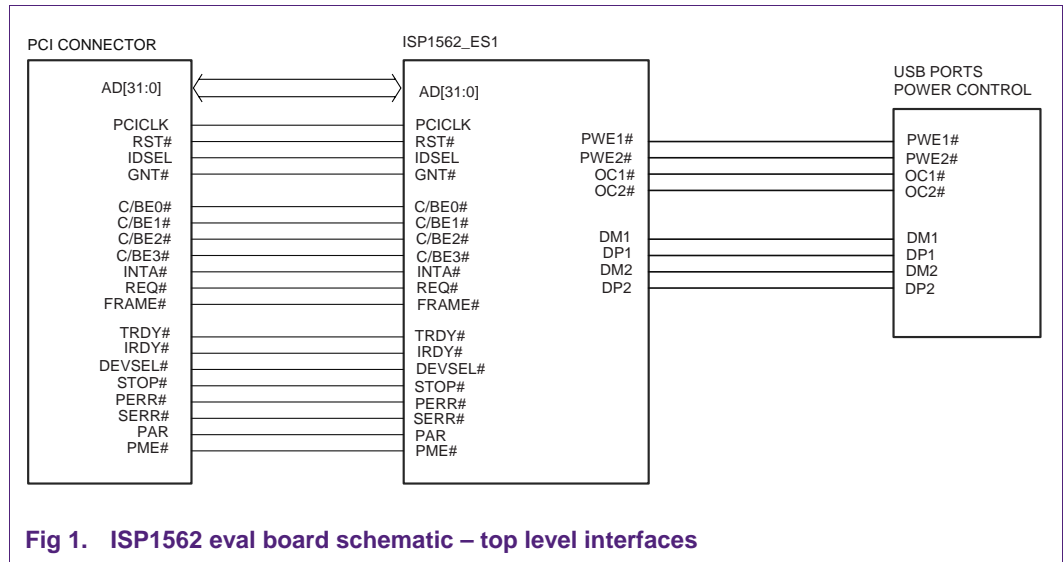 PCI CONNECTOR
AD[31:0]
PCICLK
RST#
IDSEL
GNT#
C/BE0#
C/BE1#
C/BE2#
C/BE3#
INTA#
REQ#
FRAME#
TRDY#
IRDY#
DEVSEL#
STOP#
PERR#
SERR#
PAR
PME#
ISP1562_ES1
AD[31:0]
PCICLK
RST#
IDSEL
GNT#
C/BE0#
C/BE1#
C/BE2#
C/BE3#
INTA#
REQ#
FRAME#
TRDY#
IRDY#
DEVSEL#
STOP#
PERR#
SERR#
PAR
PME#
PWE1#
PWE2#
OC1#
OC2#
DM1
DP1
DM2
DP2
USB PORTS
POWER CONTROL
PWE1#
PWE2#
OC1#
OC2#
DM1
DP1
DM2
DP2
Fig 1. ISP1562 eval board schematic – top level interfaces